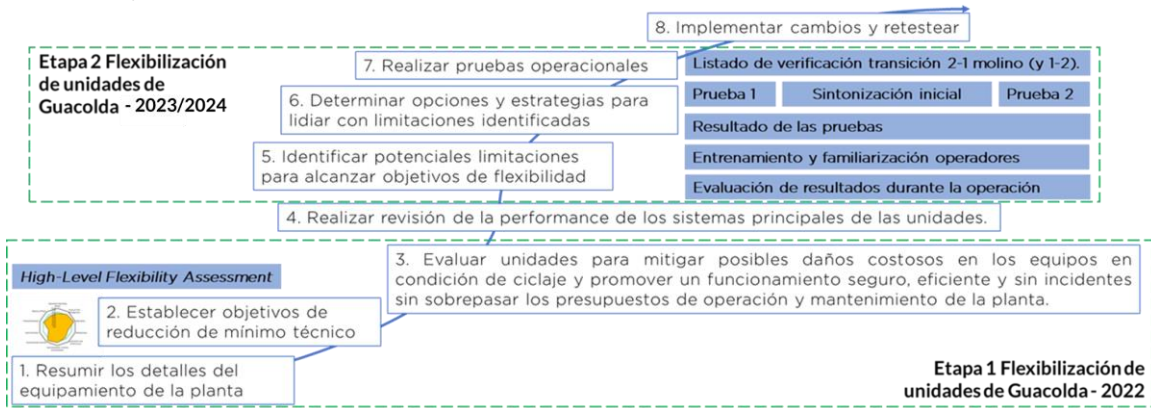 8. Implementar cambios y retestear
Etapa 2 Flexibilización
de unidades de
Guacolda - 2023/2024
7. Realizar pruebas operacionales
Listado de verificación transición 2-1 molino (y 1-2).
6. Determinar opciones y estrategias para
lidiar con limitaciones identificadas
Prueba 1
Sintonización inicial
Prueba 2
Resultado de las pruebas
5. Identificar potenciales limitaciones
para alcanzar objetivos de flexibilidad
Entrenamiento y familiarización operadores
Evaluación de resultados durante la operación
4. Realizar revisión de la performance de los sistemas principales de las unidades.
3. Evaluar unidades para mitigar posibles daños costosos en los equipos en
condición de ciclaje y promover un funcionamiento seguro, eficiente y sin incidentes
sin sobrepasar los presupuestos de operación y mantenimiento de la planta.
High-Level Flexibility Assessment
2. Establecer objetivos de
reducción de mínimo técnico
1. Resumir los detalles del
equipamiento de la planta
Etapa 1 Flexibilización de
unidades de Guacolda - 2022